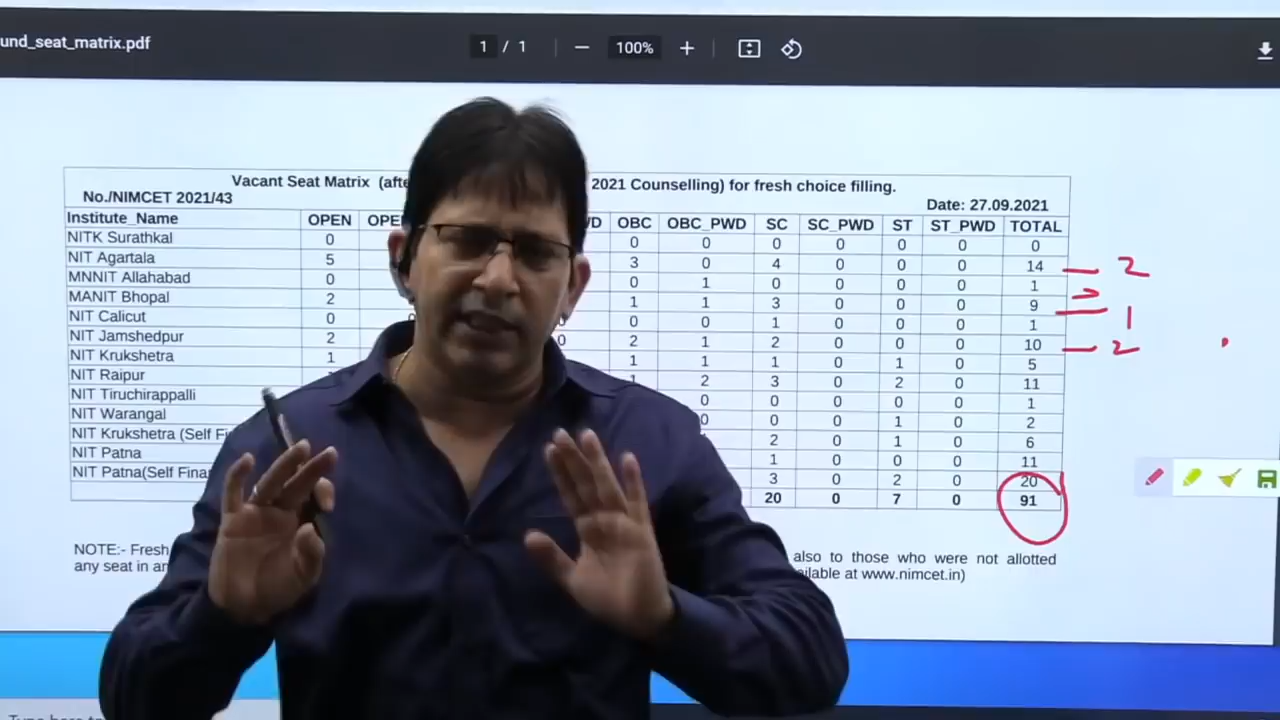 und_seat_matrix.pdf 1 / 1 100%
Vacant Seat Matrix (afte 2021 Counselling) for fresh choice filling.
No./NIMCET 2021/43 Date: 27.09.2021
Institute_Name OPEN OPE OBC OBC_PWD SC SC_PWD ST ST_PWD TOTAL
NITK Surathkal 0 0 0 0 0 0 0 0
NIT Agartala 5 3 0 4 0 0 0 14 2
MNNIT Allahabad 0 0 1 0 0 0 0 1
MANIT Bhopal 2 1 1 3 0 0 0 9
NIT Calicut 0 0 0 1 0 0 0 1 1
NIT Jamshedpur 2 0 2 1 2 0 0 0 10 2
NIT Krukshetra 1 1 1 1 0 1 0 5
NIT Raipur 2 3 0 2 0 11
NIT Tiruchirappalli 0 0 0 0 0 1
NIT Warangal 0 0 0 1 0 2
NIT Krukshetra (Self Fi 2 0 1 0 6
NIT Patna 1 0 0 0 11
NIT Patna(Self Fina 3 0 2 0 20
20 0 7 0 91
NOTE:- Fresh also to those who were not allotted
any seat in an ilable at www.nimcet.in)